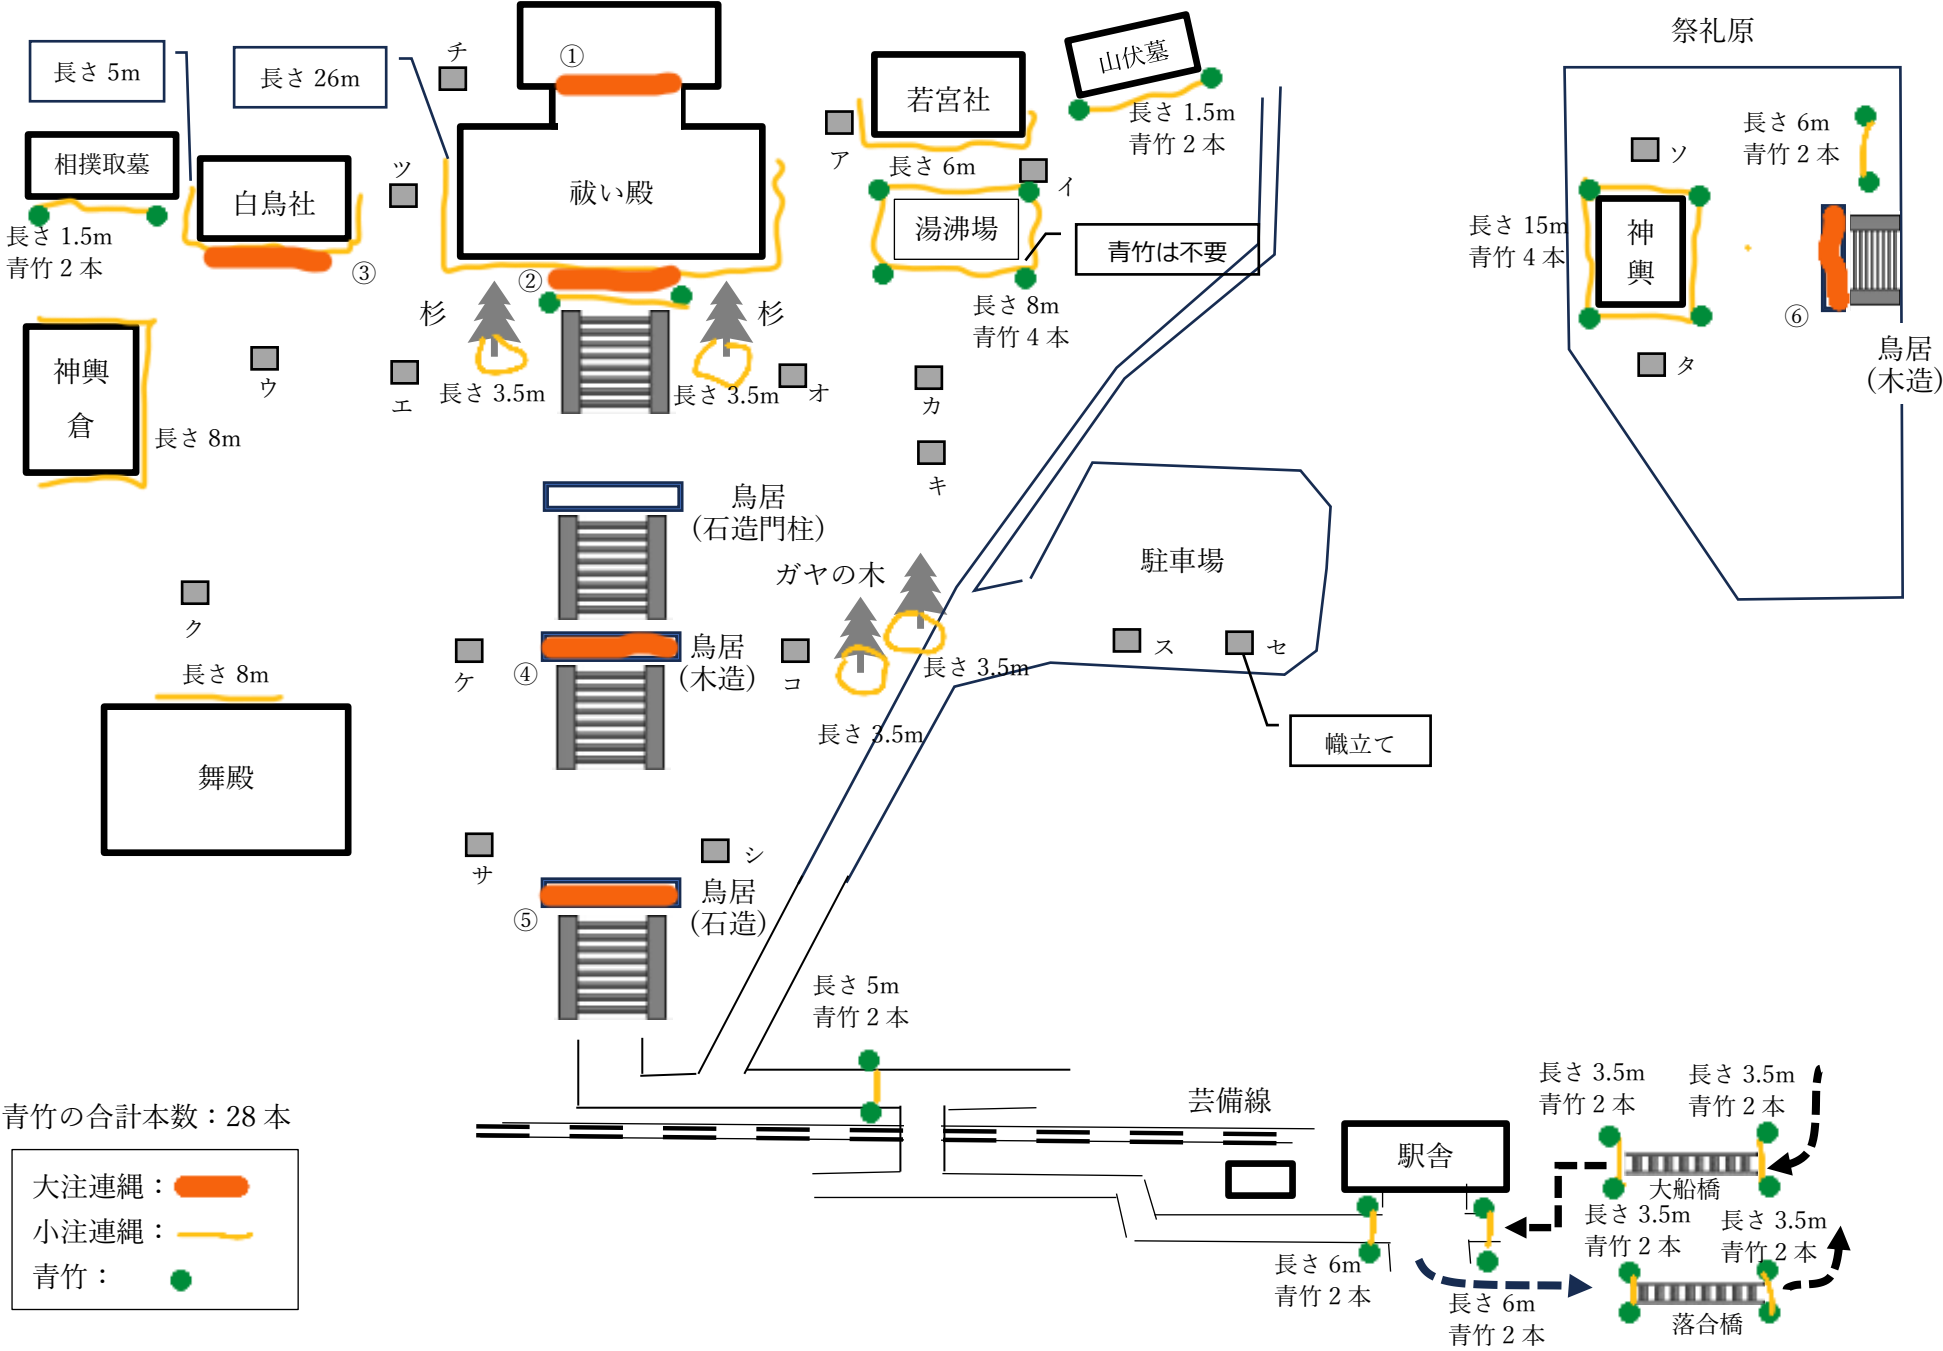 祭礼原
①
チ
長さ 5m
長さ 26m
山伏墓
若宮社
長さ 1.5m
青竹 2 本
ア
長さ 6m
イ
相撲取墓
白鳥社
ツ
祓い殿
湯沸場
青竹は不要
長さ 1.5m
青竹 2 本
③
②
長さ 8m
青竹 4 本
長さ 6m
青竹 2 本
ソ
長さ 15m
青竹 4 本
神
輿
⑥
タ
鳥居
(木造)
杉
杉
神輿
倉
長さ 8m
ウ
エ
長さ 3.5m
長さ 3.5m
オ
カ
キ
鳥居
(石造門柱)
ガヤの木
駐車場
ク
長さ 8m
ケ
④
鳥居
(木造)
コ
長さ 3.5m
長さ 3.5m
ス
セ
幟立て
舞殿
サ
シ
鳥居
(石造)
⑤
長さ 5m
青竹 2 本
芸備線
駅舎
長さ 3.5m
青竹 2 本
長さ 3.5m
青竹 2 本
大船橋
長さ 3.5m
青竹 2 本
長さ 3.5m
青竹 2 本
落合橋
長さ 6m
青竹 2 本
長さ 6m
青竹 2 本
青竹の合計本数：28 本
大注連縄：
小注連縄：
青竹：